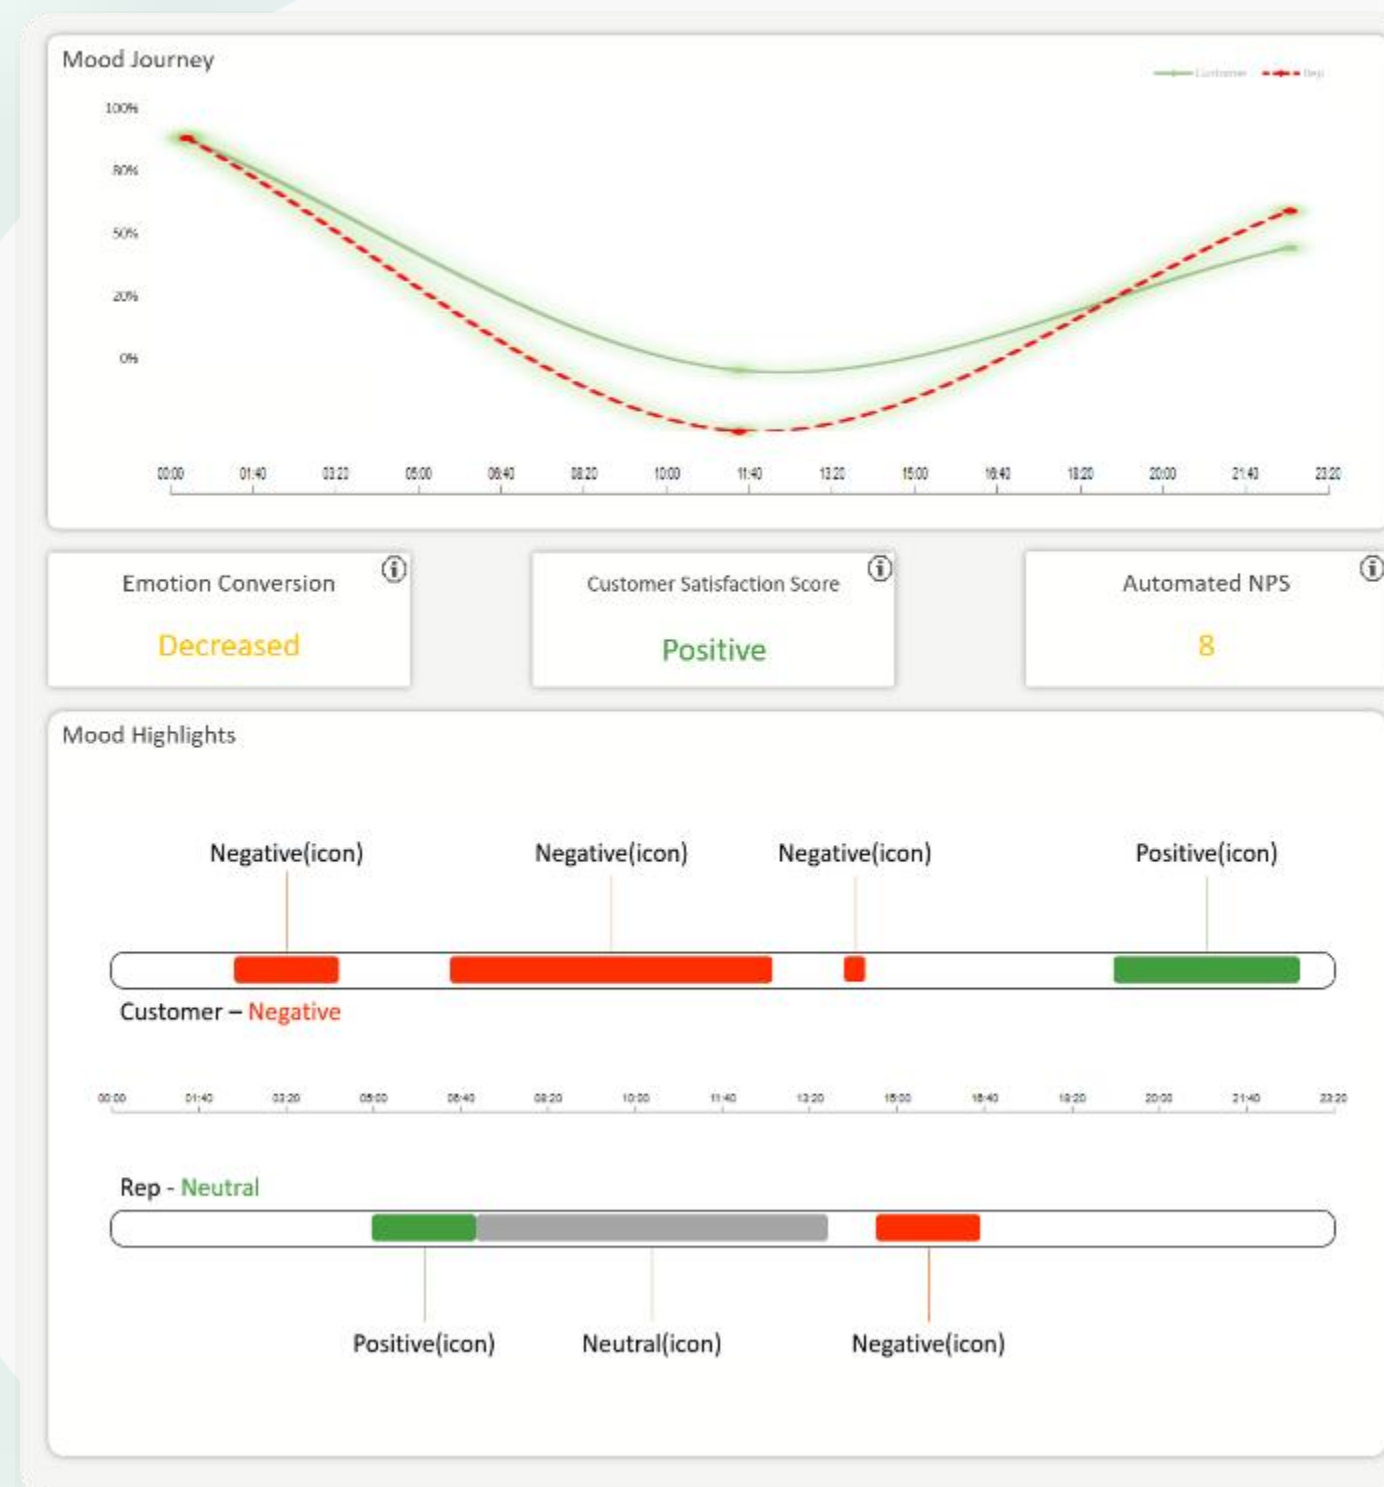 Mood Journey
Customer Rep
100%
80%
50%
20%
0%
00:00 01:40 03:20 05:00 06:40 08:20 10:00 11:40 13:20 15:00 16:40 18:20 20:00 21:40 23:20
Emotion Conversion
Decreased
Customer Satisfaction Score
Positive
Automated NPS
8
Mood Highlights
Negative(icon) Negative(icon) Negative(icon) Positive(icon)
Customer – Negative
00:00 01:40 03:20 05:00 06:40 08:20 10:00 11:40 13:20 15:00 16:40 18:20 20:00 21:40 23:20
Rep - Neutral
Positive(icon) Neutral(icon) Negative(icon)